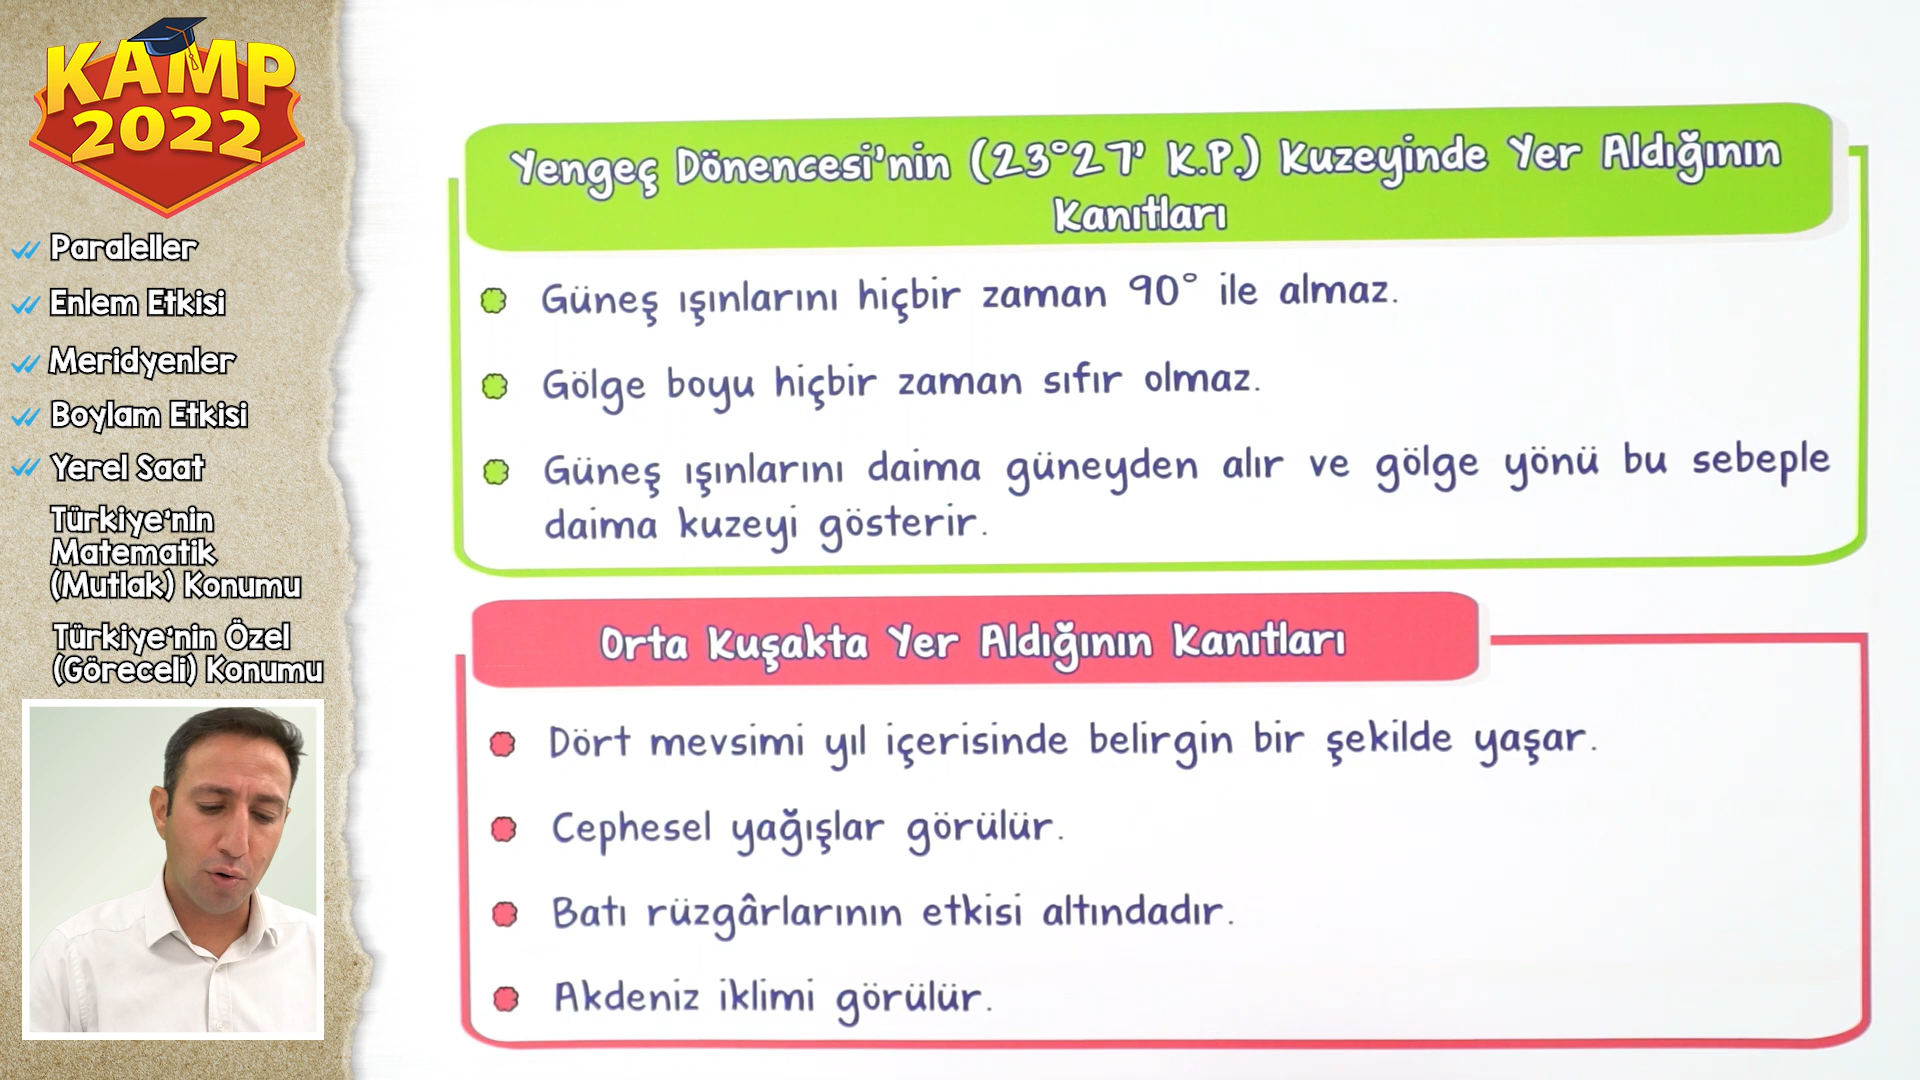 KAMP
2022
Paraleller
Enlem Etkisi
Meridyenler
Boylam Etkisi
Yerel Saat
Türkiye'nin
Matematik
(Mutlak) Konumu
Türkiye'nin Özel
(Göreceli) Konumu
Yengeç Dönencesi'nin (23°27' K.P.) Kuzeyinde Yer Aldığının
Kanıtları
Güneş ışınlarını hiçbir zaman 90° ile almaz.
Gölge boyu hiçbir zaman sıfır olmaz.
Güneş ışınlarını daima güneyden alır ve gölge yönü bu sebeple
daima kuzeyi gösterir.
Orta Kuşakta Yer Aldığının Kanıtları
Dört mevsimi yıl içerisinde belirgin bir şekilde yaşar.
Cephesel yağışlar görülür.
Batı rüzgârlarının etkisi altındadır.
Akdeniz iklimi görülür.